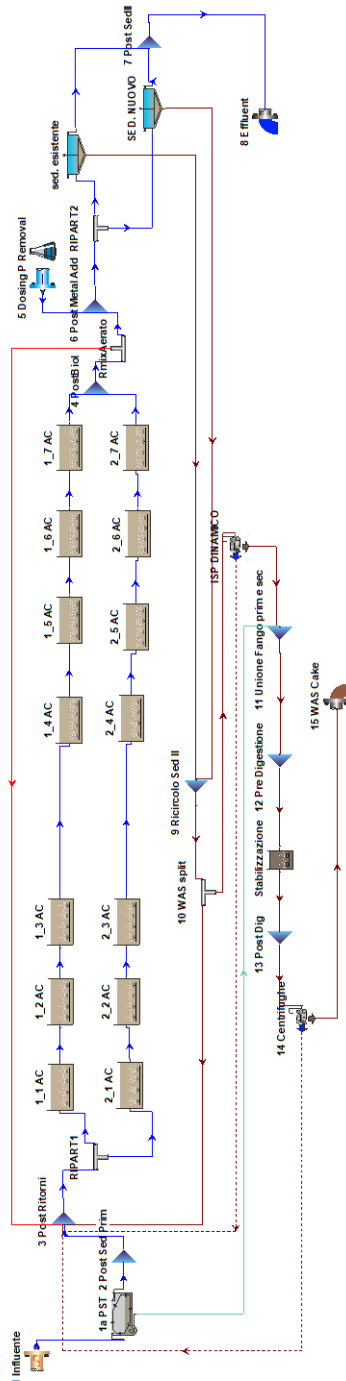 1 Influente
1a PST
2 Post Sed Prim
3 Post Ritorni
RIPART1
1_1 AC
1_2 AC
1_3 AC
1_4 AC
1_5 AC
1_6 AC
1_7 AC
2_1 AC
2_2 AC
2_3 AC
2_4 AC
2_5 AC
2_6 AC
2_7 AC
4 PostBiol
RmixAerato
5 Dosing P Removal
6 Post Metal Add
RIPART2
sed. esistente
SED. NUOVO
7 Post SedII
8 Effluent
9 Ricircolo Sed II
10 WAS split
ISP DINAMICO
11 Unione Fango prim e sec
12 Pre Digestione
Stabilizzazione
13 Post Dig
14 Centrifughe
15 WAS Cake